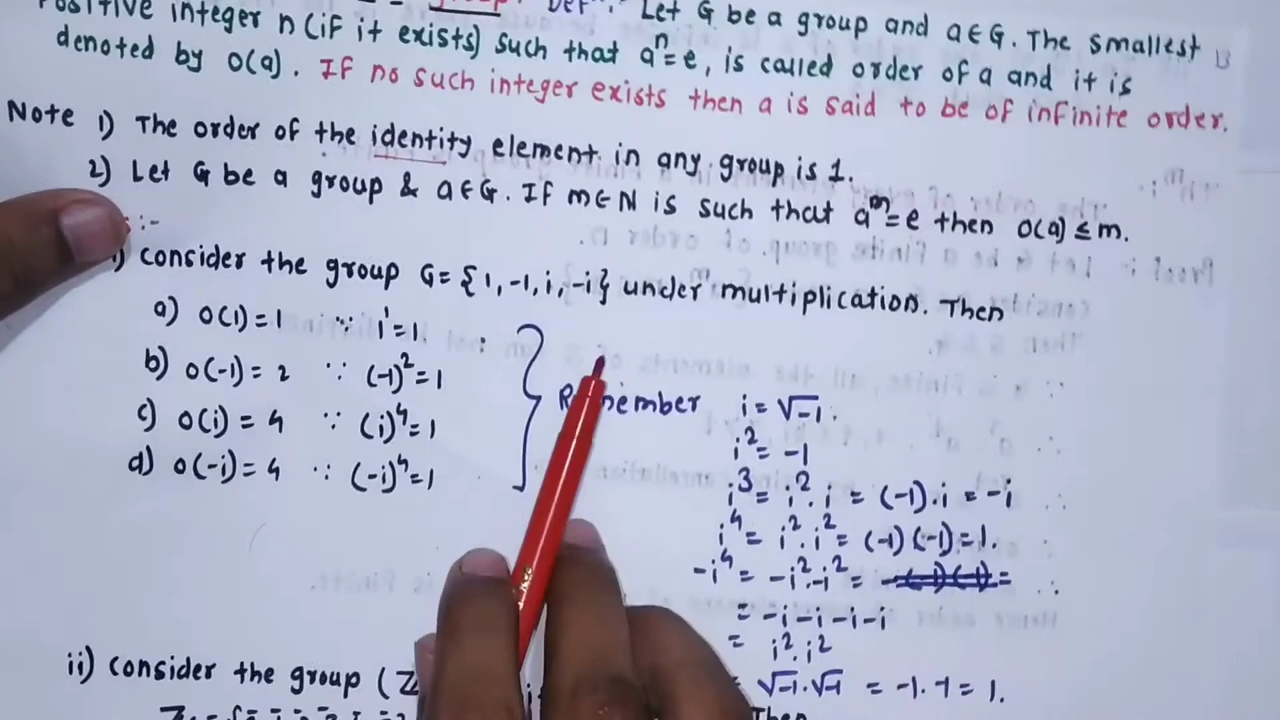 Positive integer n (if it exists) such that aⁿ = e, is called order of a and it is
group. Def. Let G be a group and a∈G. The smallest
denoted by o(a). If no such integer exists then a is said to be of infinite order.
Note 1) The order of the identity element in any group is 1.
2) Let G be a group & a∈G. If m∈N is such that aᵐ=e then o(a) ≤ m.
:-
i) consider the group G = {1, -1, i, -i} under multiplication. Then
a) o(1) = 1 ∵ 1¹=1.
b) o(-1) = 2 ∵ (-1)²=1
c) o(i) = 4 ∵ (i)⁴=1
d) o(-i) = 4 ∵ (-i)⁴=1
Remember i = √-1.
i² = -1
i³ = i².i = (-1).i = -i
i⁴ = i².i² = (-1)(-1)=1.
-i⁴ = -i².-i² =
= -i-i-i-i
= i².i²
= √-1.√-1 = -1.-1 = 1.
ii) consider the group (Z
Then